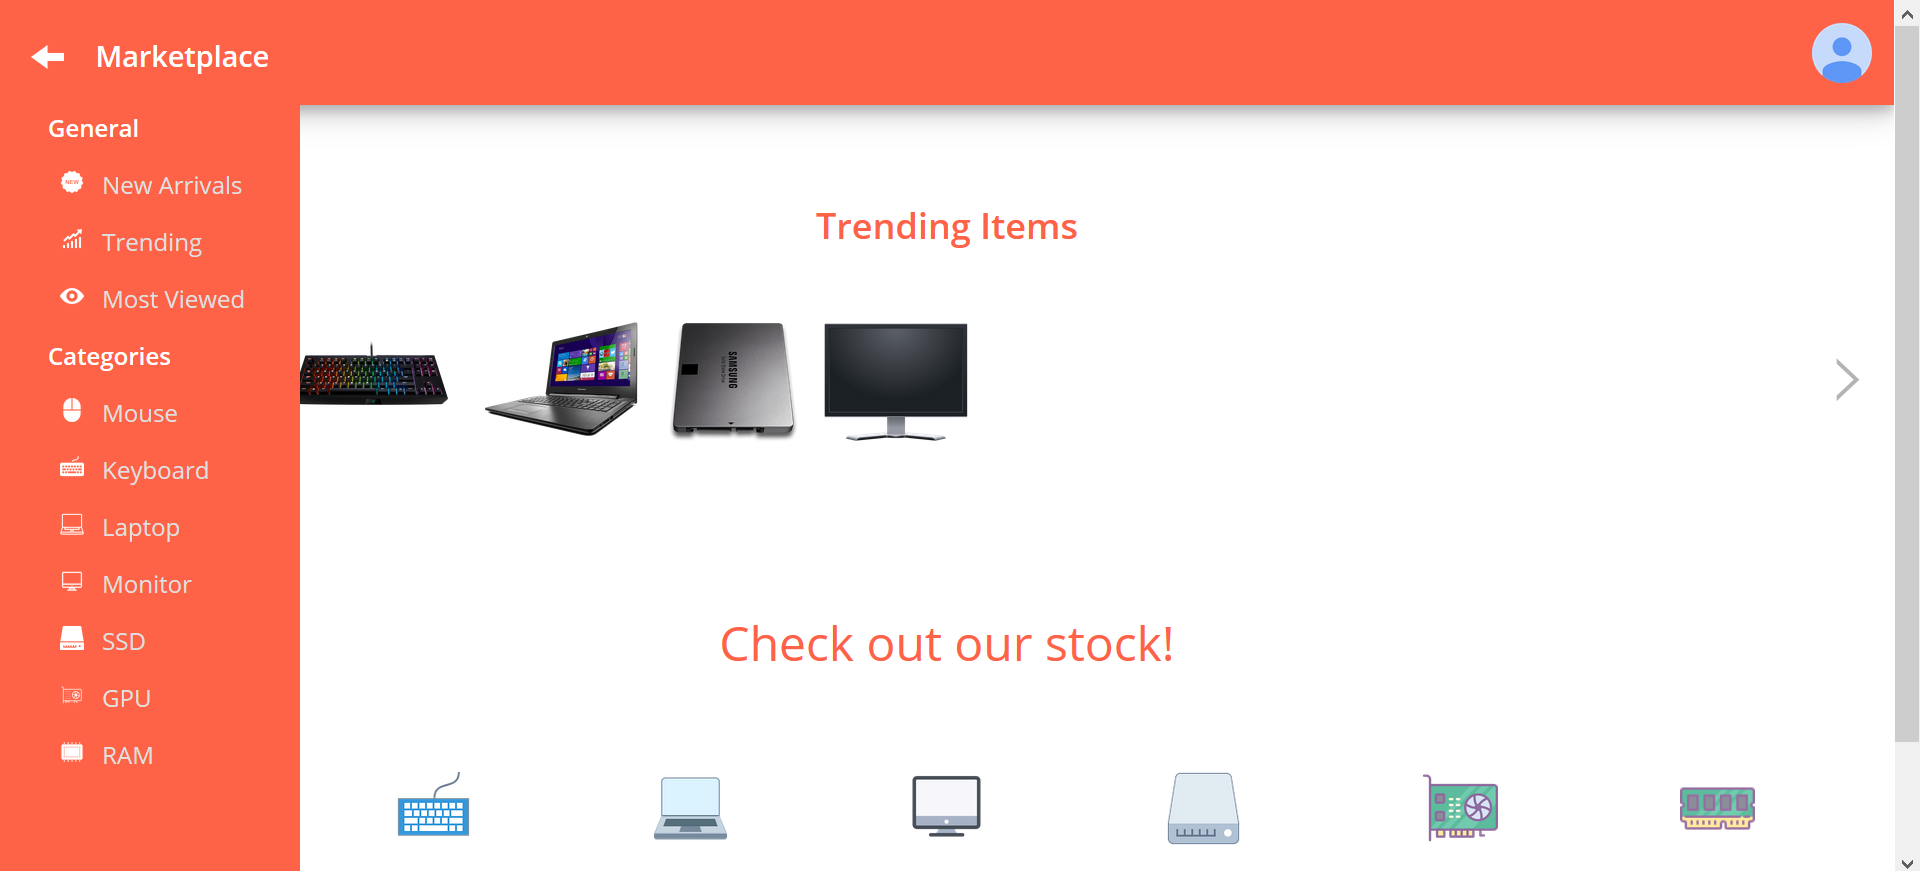 Marketplace
General
NEW
New Arrivals
Trending
Most Viewed
Categories
Mouse
Keyboard
Laptop
Monitor
SSD
GPU
RAM
Trending Items
SAMSUNG
Check out our stock!